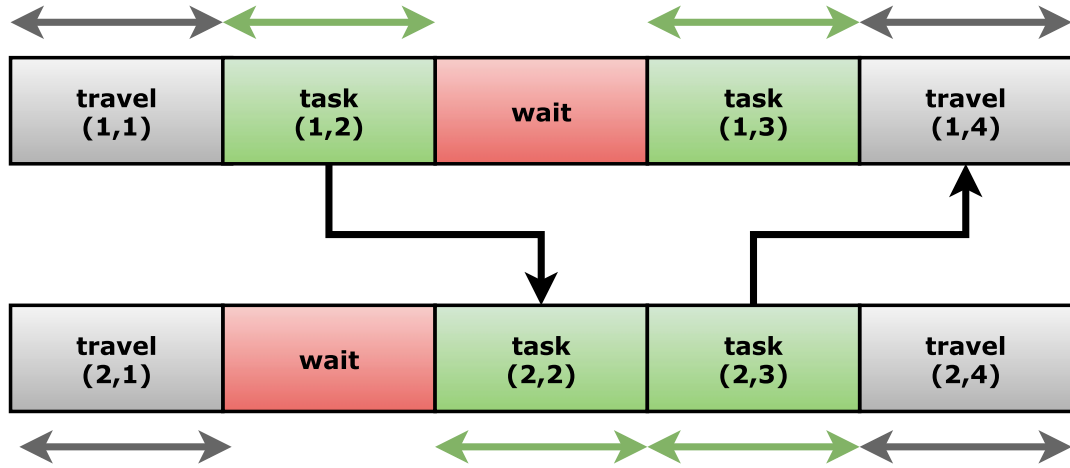 travel
(1,1)
task
(1,2)
wait
task
(1,3)
travel
(1,4)
travel
(2,1)
wait
task
(2,2)
task
(2,3)
travel
(2,4)